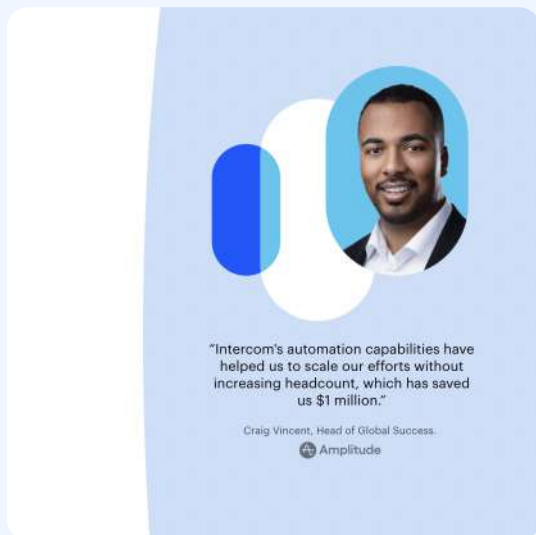 “Intercom's automation capabilities have
helped us to scale our efforts without
increasing headcount, which has saved
us $1 million.”
Craig Vincent, Head of Global Success.
Amplitude